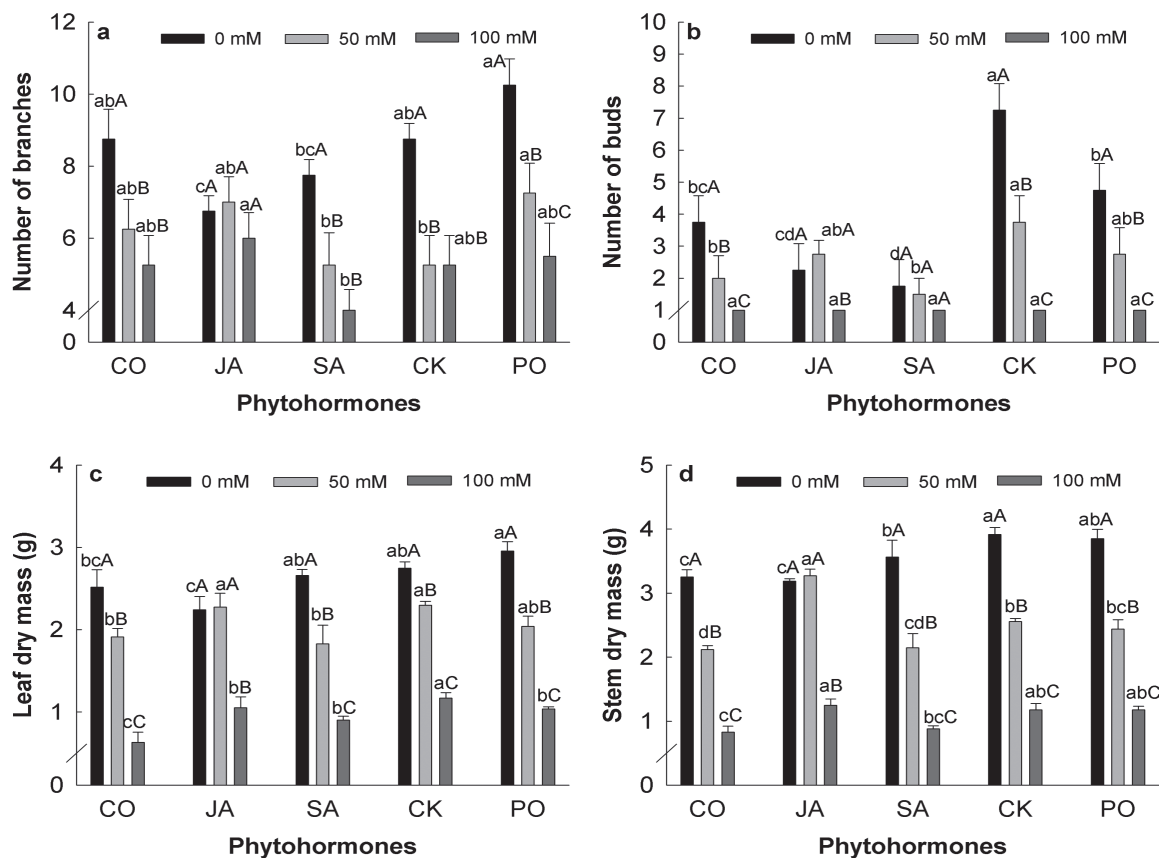 a
0 mM 50 mM 100 mM
Number of branches
12
10
8
6
4
0
abA abB abB
cA abA aA
bcA bB bB
abA bB abB
aA aB abC
CO JA SA CK PO
Phytohormones
b
0 mM 50 mM 100 mM
Number of buds
10
9
8
7
6
5
4
3
2
1
0
bcA bB aC
cdA abA aB
dA bA aA
aA aB aC
bA abB aC
CO JA SA CK PO
Phytohormones
c
0 mM 50 mM 100 mM
Leaf dry mass (g)
4
3
2
1
0
bcA bB cC
cA aA bB
abA bB bC
abA aB aC
aA abB bC
CO JA SA CK PO
Phytohormones
d
0 mM 50 mM 100 mM
Stem dry mass (g)
5
4
3
2
1
0
cA dB cC
cA aA aB
bA cdB bcC
aA bB abC
abA bcB abC
CO JA SA CK PO
Phytohormones